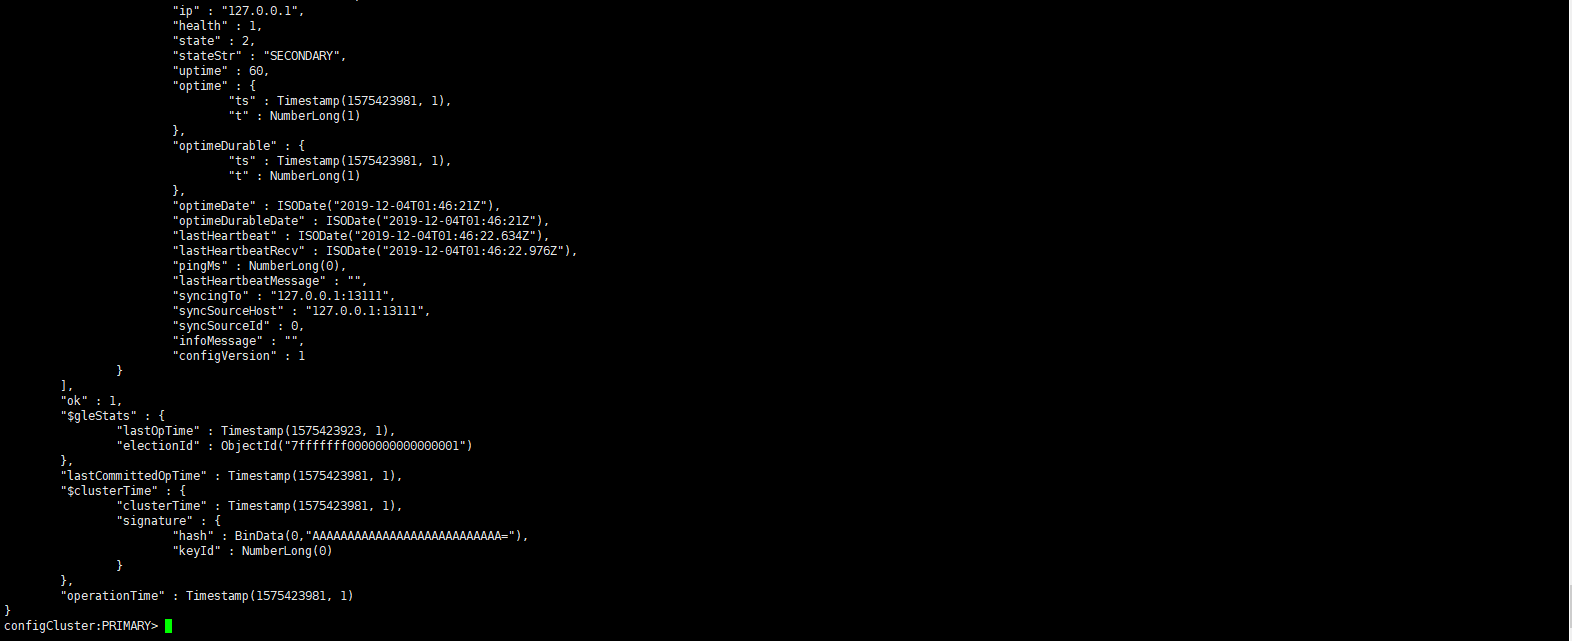 "ip" : "127.0.0.1",
"health" : 1,
"state" : 2,
"stateStr" : "SECONDARY",
"uptime" : 60,
"optime" : {
"ts" : Timestamp(1575423981, 1),
"t" : NumberLong(1)
},
"optimeDurable" : {
"ts" : Timestamp(1575423981, 1),
"t" : NumberLong(1)
},
"optimeDate" : ISODate("2019-12-04T01:46:21Z"),
"optimeDurableDate" : ISODate("2019-12-04T01:46:21Z"),
"lastHeartbeat" : ISODate("2019-12-04T01:46:22.634Z"),
"lastHeartbeatRecv" : ISODate("2019-12-04T01:46:22.976Z"),
"pingMs" : NumberLong(0),
"lastHeartbeatMessage" : "",
"syncingTo" : "127.0.0.1:13111",
"syncSourceHost" : "127.0.0.1:13111",
"syncSourceId" : 0,
"infoMessage" : "",
"configVersion" : 1
}
],
"ok" : 1,
"$gleStats" : {
"lastOpTime" : Timestamp(1575423923, 1),
"electionId" : ObjectId("7fffffff0000000000000001")
},
"lastCommittedOpTime" : Timestamp(1575423981, 1),
"$clusterTime" : {
"clusterTime" : Timestamp(1575423981, 1),
"signature" : {
"hash" : BinData(0,"AAAAAAAAAAAAAAAAAAAAAAAAAAA="),
"keyId" : NumberLong(0)
}
},
"operationTime" : Timestamp(1575423981, 1)
}
configCluster:PRIMARY>